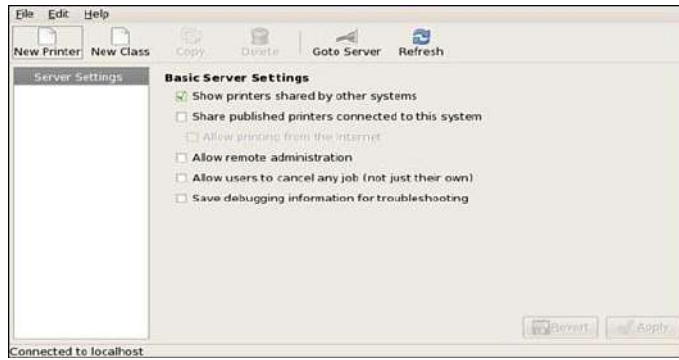 File Edit Help
New Printer New Class Copy Delete Goto Server Refresh
Server Settings
Basic Server Settings
Show printers shared by other systems
Share published printers connected to this system
Allow printing from the Internet
Allow remote administration
Allow users to cancel any job (not just their own)
Save debugging information for troubleshooting
Revert Apply
Connected to localhost